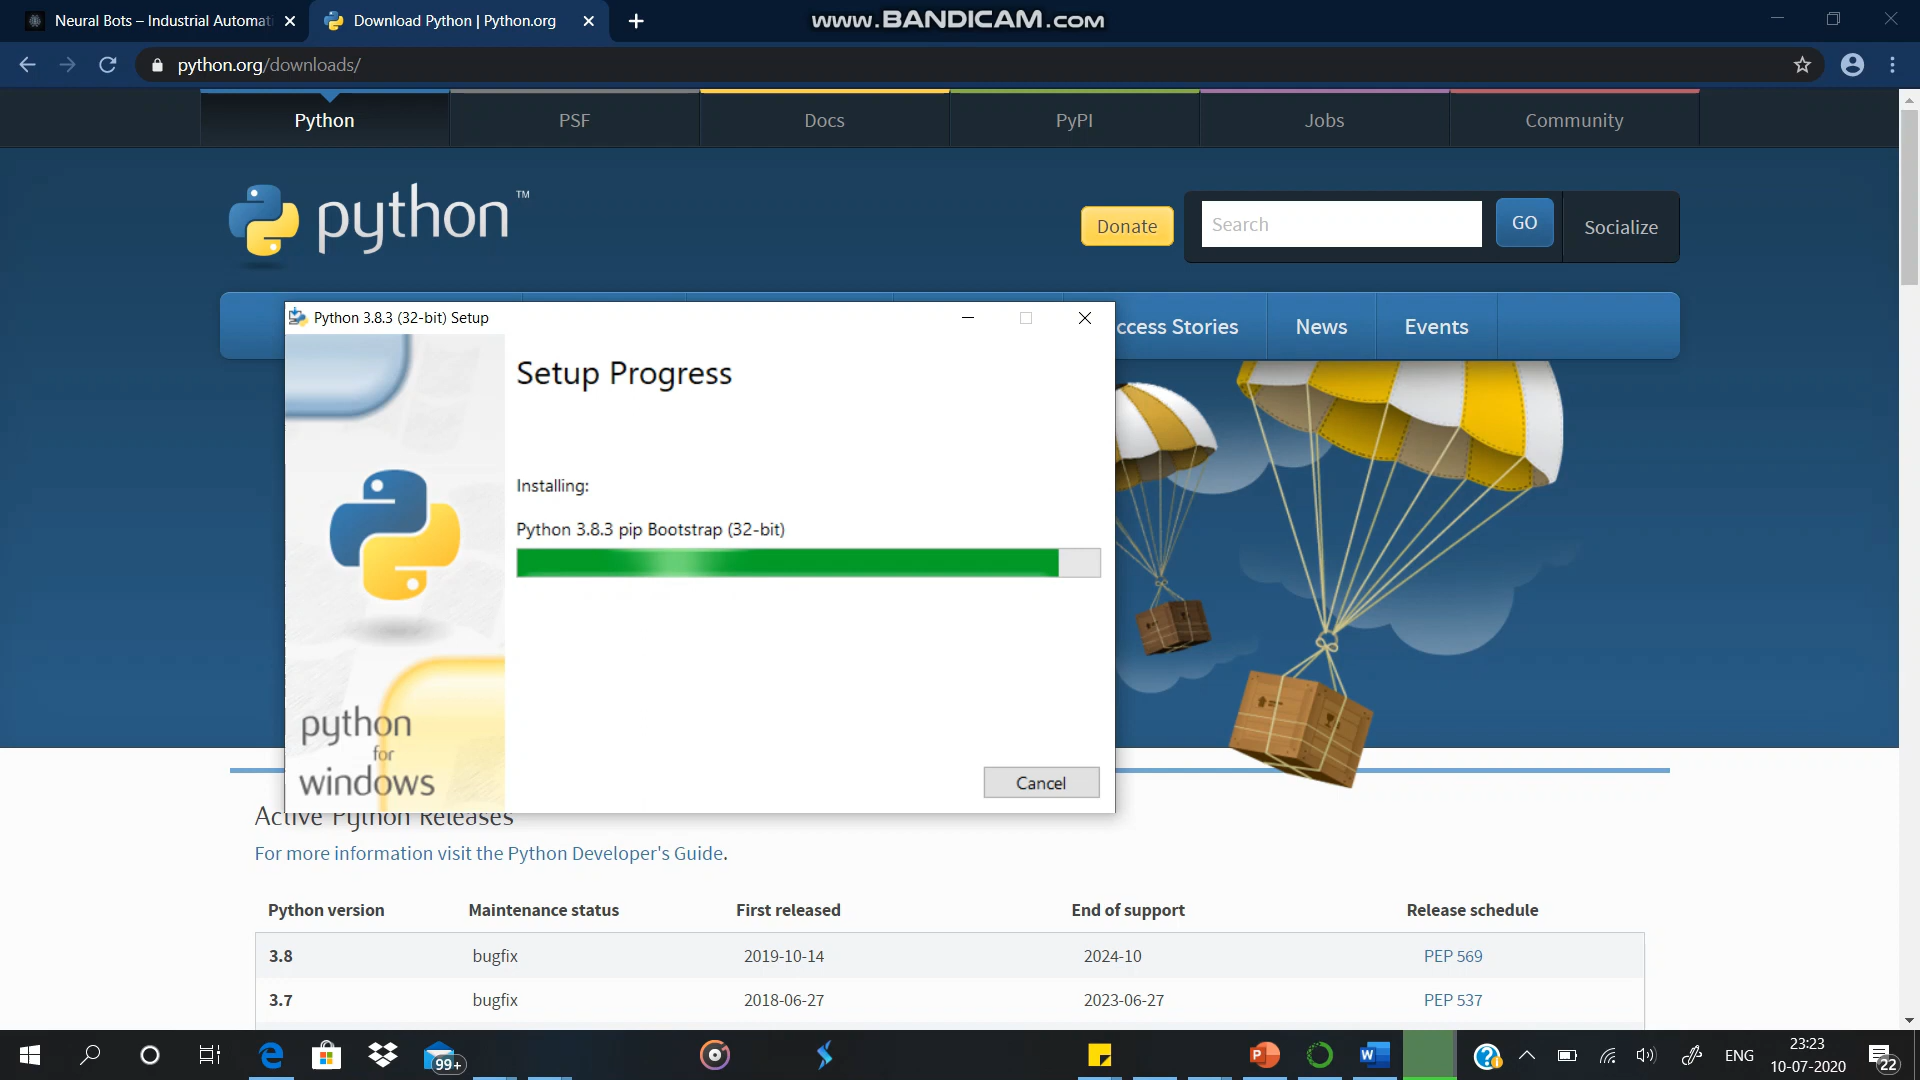 Neural Bots – Industrial Automati
Download Python | Python.org
www.BANDICAM.com
python.org/downloads/
Python
PSF
Docs
PyPI
Jobs
Community
python™
Donate
Search
GO
Socialize
ccess Stories
News
Events
Python 3.8.3 (32-bit) Setup
Setup Progress
Installing:
Python 3.8.3 pip Bootstrap (32-bit)
python
for
windows
Cancel
Active Python Releases
For more information visit the Python Developer's Guide.
Python version Maintenance status First released End of support Release schedule
3.8 bugfix 2019-10-14 2024-10 PEP 569
3.7 bugfix 2018-06-27 2023-06-27 PEP 537
99+
ENG
23:23
10-07-2020
22